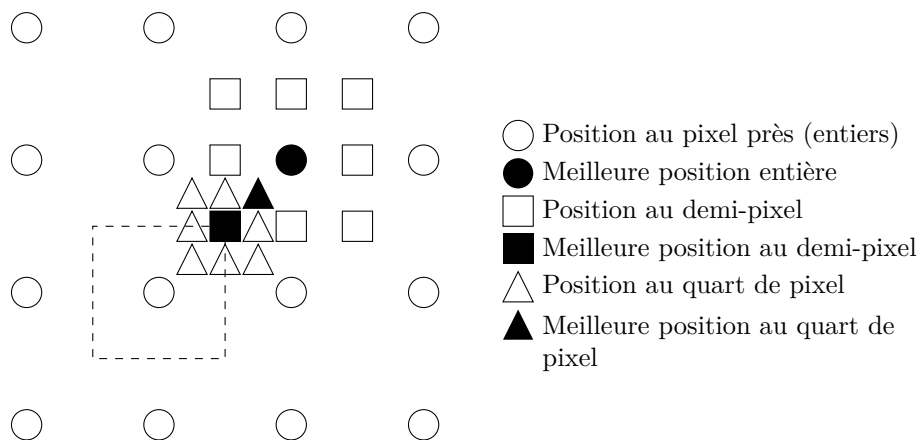 Position au pixel près (entiers)
Meilleure position entière
Position au demi-pixel
Meilleure position au demi-pixel
Position au quart de pixel
Meilleure position au quart de
pixel